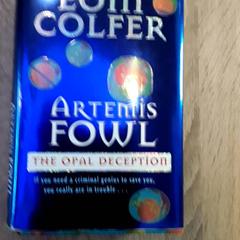 EOIN
COLFER
ARTEMIS
FOWL
THE OPAL DECEPTION
If you need a criminal genius to save you,
you really are in trouble . . .